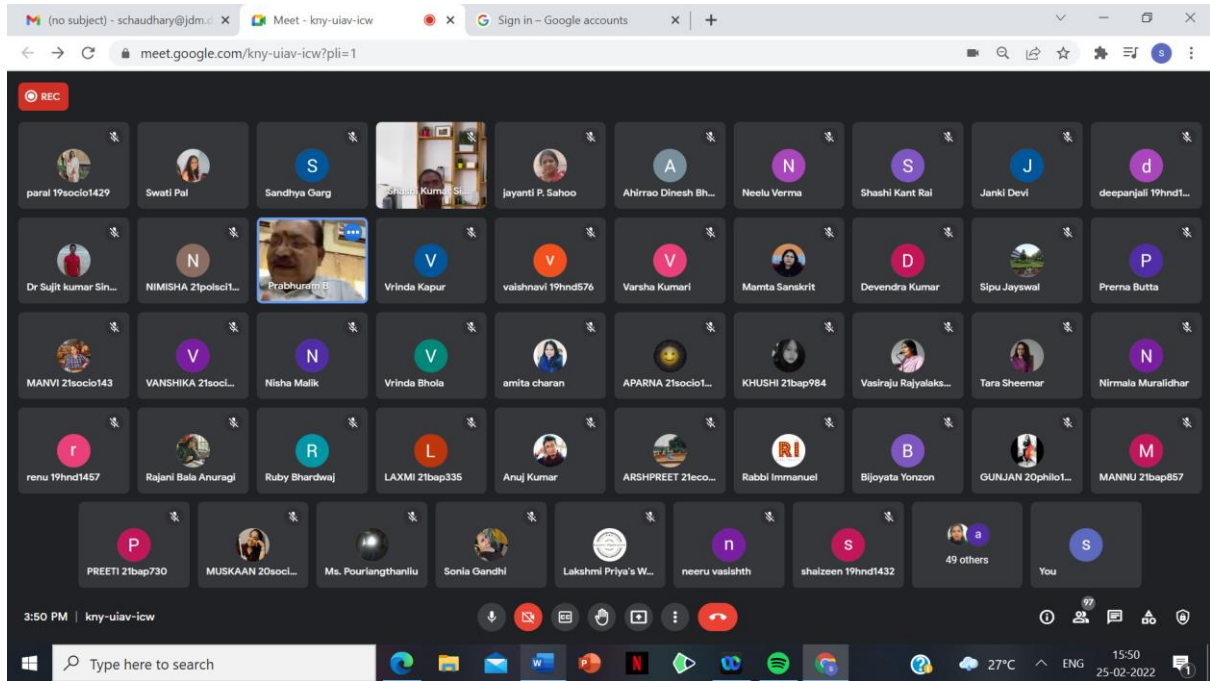 (no subject) - schaudhary@jdm.d
Meet - kny-uiav-icw
Sign in – Google accounts
meet.google.com/kny-uiav-icw?pli=1
s
REC
paral 19socio1429
Swati Pal
S
Sandhya Garg
Shashi Kumar Si...
jayanti P. Sahoo
A
Ahirrao Dinesh Bh...
N
Neelu Verma
S
Shashi Kant Rai
J
Janki Devi
d
deepanjali 19hnd1...
Dr Sujit kumar Sin...
N
NIMISHA 21polsci1...
Prabhuram B
V
Vrinda Kapur
v
vaishnavi 19hnd576
V
Varsha Kumari
Mamta Sanskrit
D
Devendra Kumar
Sipu Jayswal
P
Prerna Butta
MANVI 21socio143
V
VANSHIKA 21soci...
N
Nisha Malik
V
Vrinda Bhola
amita charan
APARNA 21socio1...
KHUSHI 21bap984
Vasiraju Rajyalaks...
Tara Sheemar
N
Nirmala Muralidhar
r
renu 19hnd1457
Rajani Bala Anuragi
R
Ruby Bhardwaj
L
LAXMI 21bap335
Anuj Kumar
ARSHPREET 21eco...
RI
Rabbi Immanuel
B
Bijoyata Yonzon
GUNJAN 20philo1...
M
MANNU 21bap857
P
PREETI 21bap730
MUSKAAN 20soci...
Ms. Pouriangthanliu
Sonia Gandhi
Lakshmi Priya's W...
n
neeru vasishth
s
shaizeen 19hnd1432
a
49 others
s
You
3:50 PM | kny-uiav-icw
97
Type here to search
27°C
ENG
15:50
25-02-2022
1